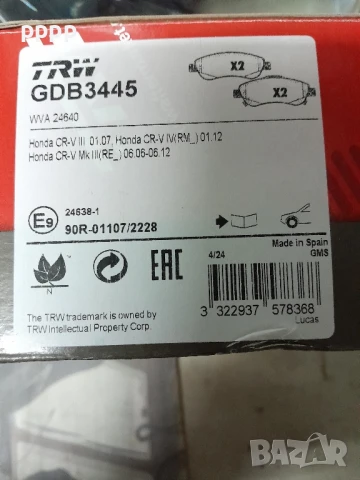 PPPP
TRW
GDB3445
WVA 24640
X2
X2
Honda CR-V III 01.07, Honda CR-V IV(RM_) 01.12
Honda CR-V Mk III(RE_) 06.06-06.12
E9
24638-1
90R-01107/2228
Made in Spain
4/24
GMS
N
EAC
3 322937 578368
Lucas
The TRW trademark is owned by
TRW Intellectual Property Corp.
BAZAR
bg